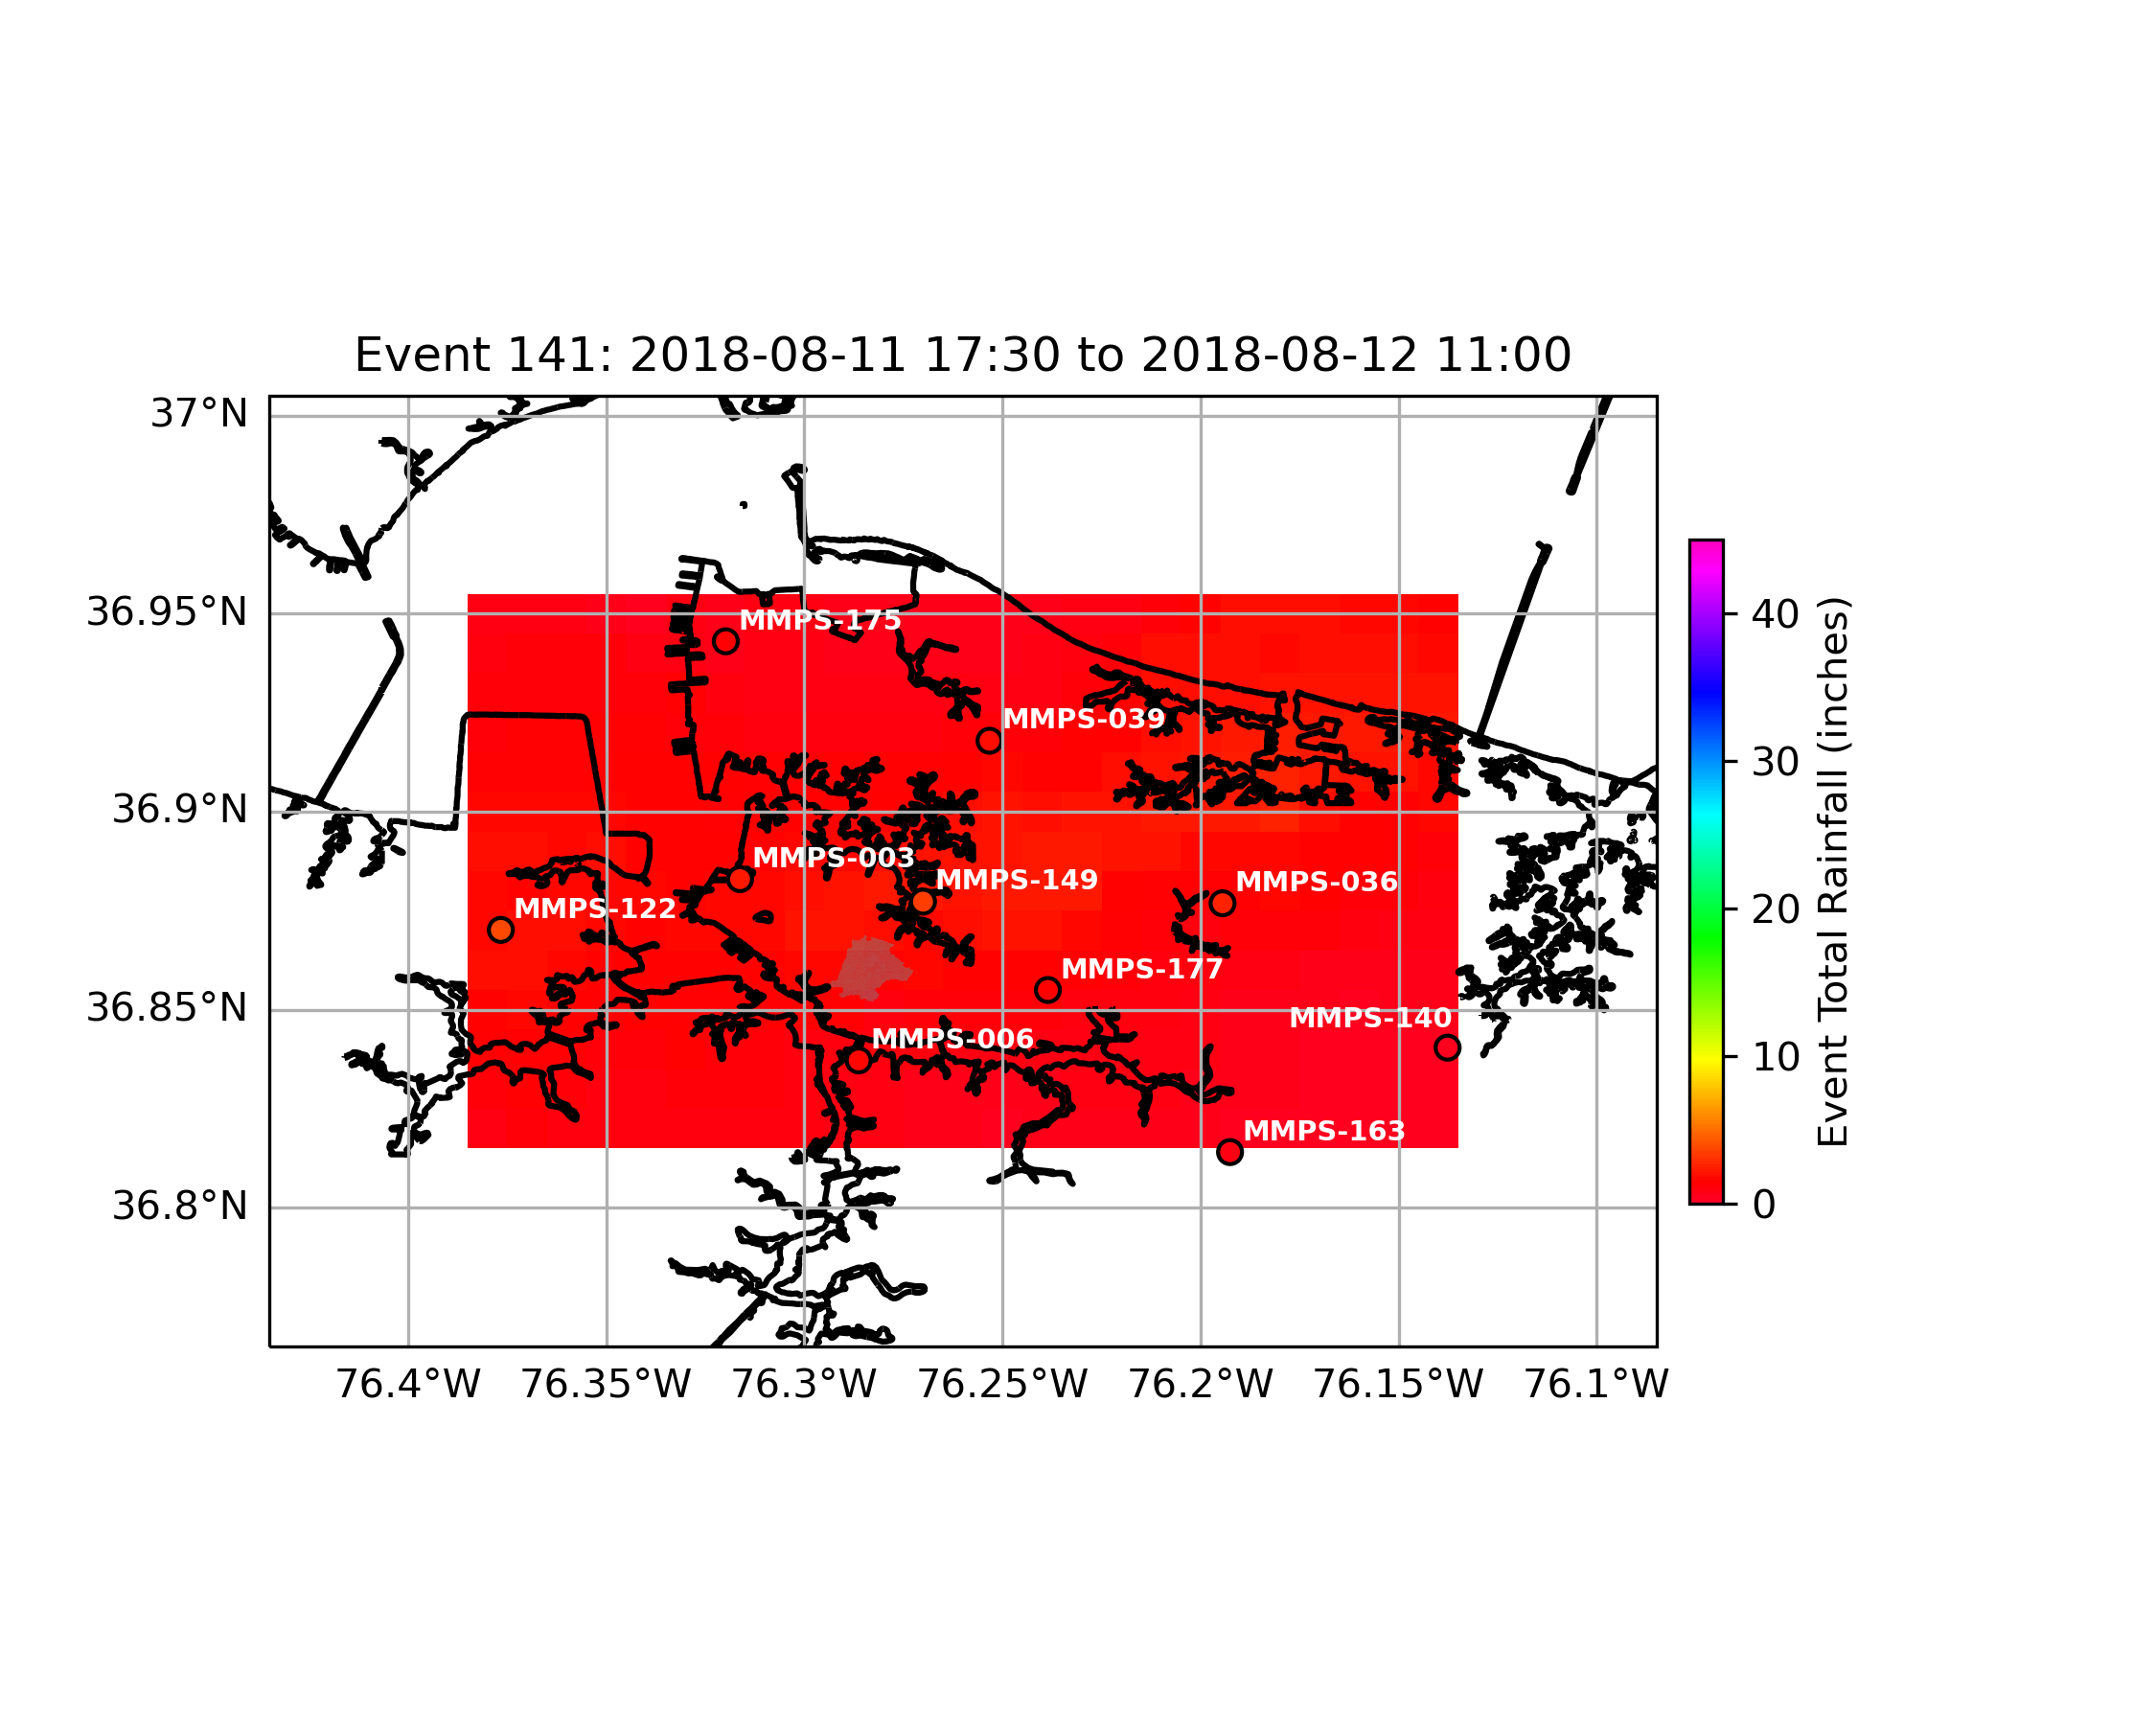 Event 141: 2018-08-11 17:30 to 2018-08-12 11:00
37°N
36.95°N
36.9°N
36.85°N
36.8°N
MMPS-175
MMPS-039
MMPS-003
MMPS-149
MMPS-036
MMPS-122
MMPS-177
MMPS-140
MMPS-006
MMPS-163
76.4°W 76.35°W 76.3°W 76.25°W 76.2°W 76.15°W 76.1°W
40
30
20
10
0
Event Total Rainfall (inches)